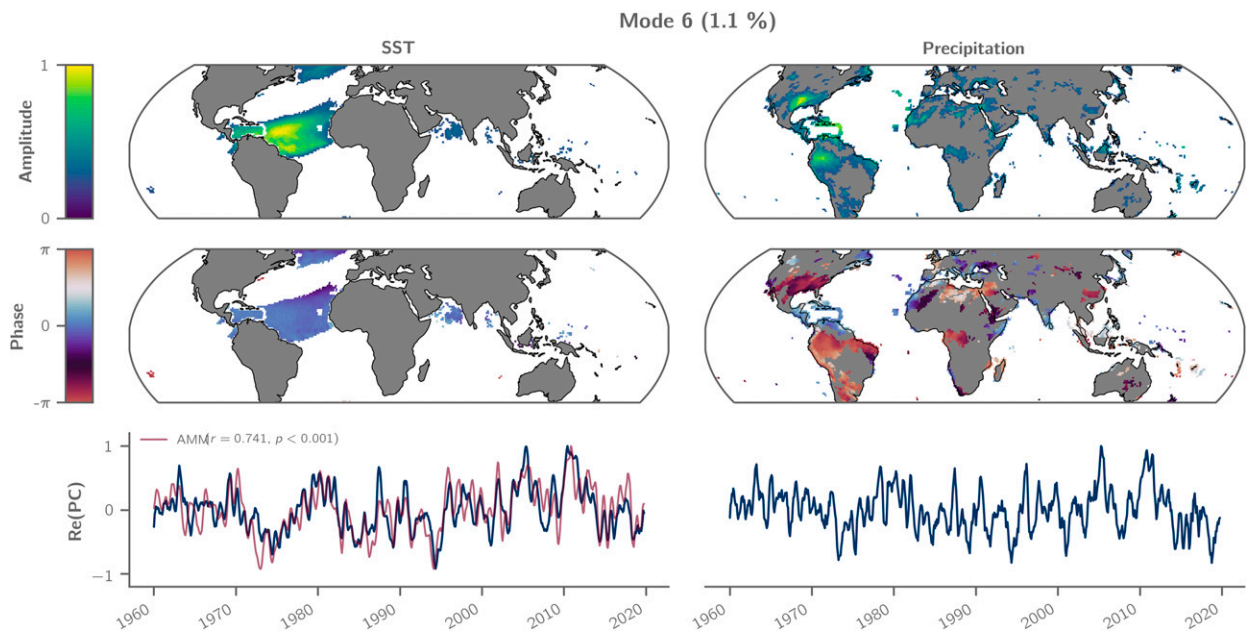 Mode 6 (1.1 %)
SST
Precipitation
1
Amplitude
0
π
Phase
0
-π
AMM(r = 0.741, p < 0.001)
1
Re(PC)
0
−1
1960 1970 1980 1990 2000 2010 2020
1960 1970 1980 1990 2000 2010 2020